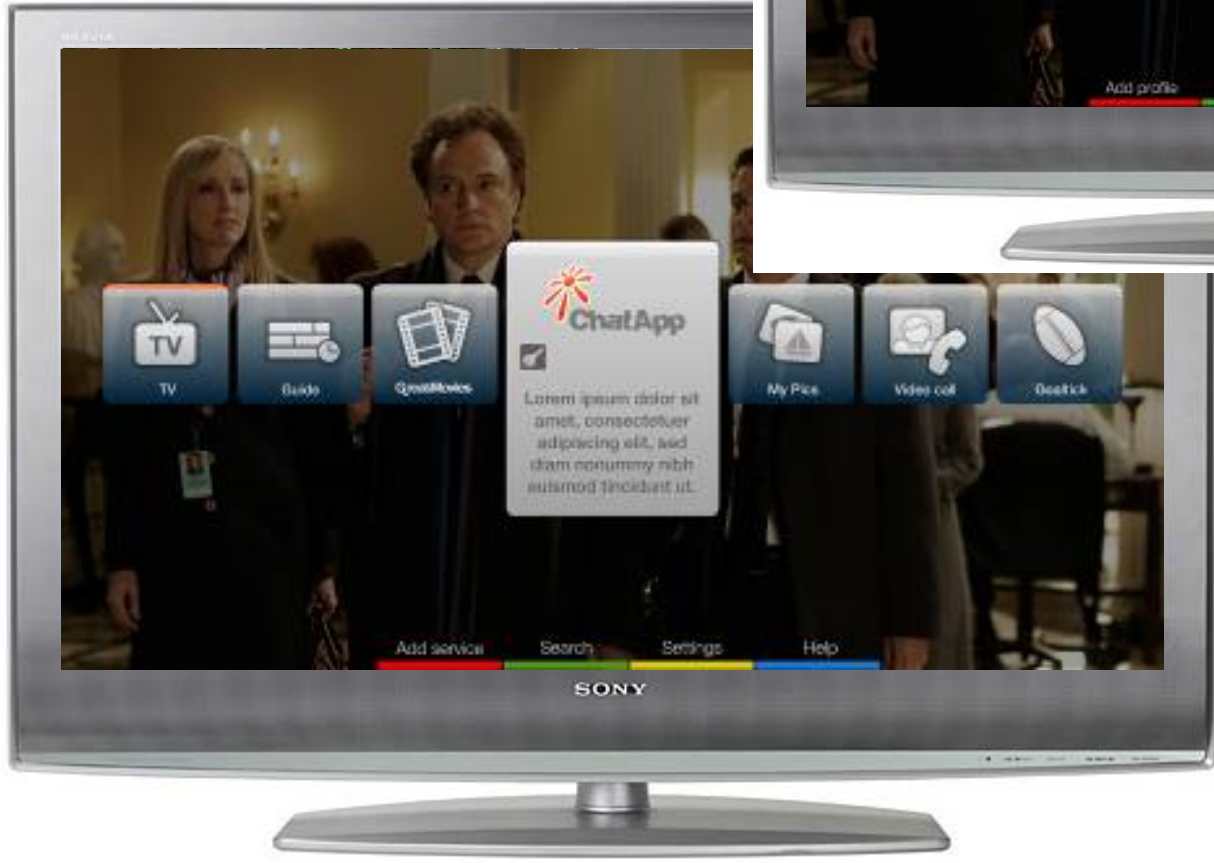 BRAVIA
Add profile
ChatApp
TV
TV
Guide
GreatMovies
My Pics
Video call
Lorem ipsum dolor sit
amet, consectetuer
adipiscing elit, sed
diam nonummy nibh
euismod tincidunt ut.
Add service
Search
Settings
Help
SONY